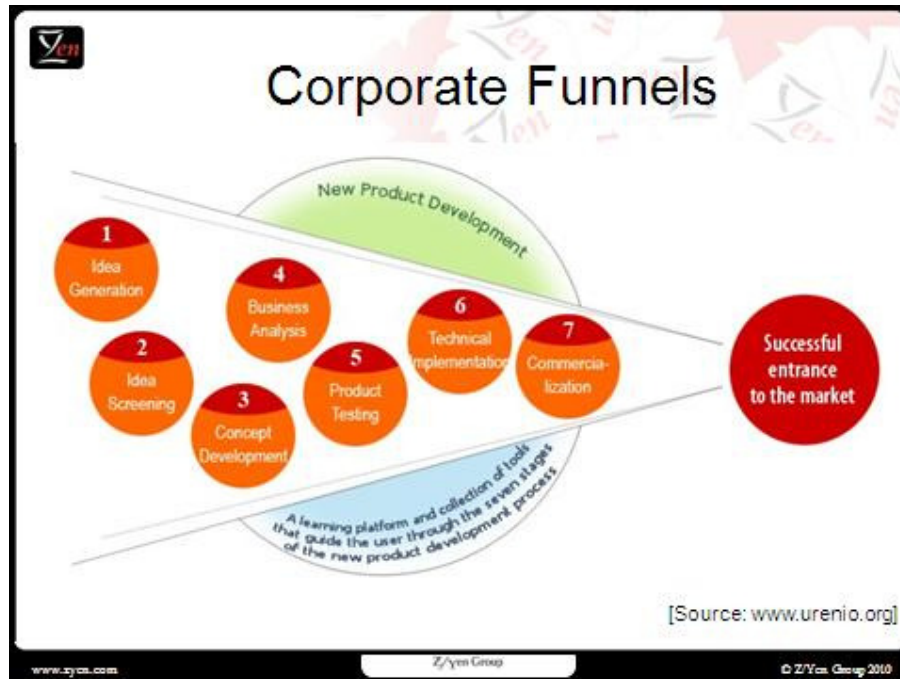 Z/yen
Corporate Funnels
New Product Development
1
Idea
Generation
2
Idea
Screening
3
Concept
Development
4
Business
Analysis
5
Product
Testing
6
Technical
Implementation
7
Commercia-
lization
Successful
entrance
to the market
A learning platform and collection of tools
that guide the user through the seven stages
of the new product development process
[Source: www.urenio.org]
www.zyen.com
Z/Yen Group
© Z/Yen Group 2010